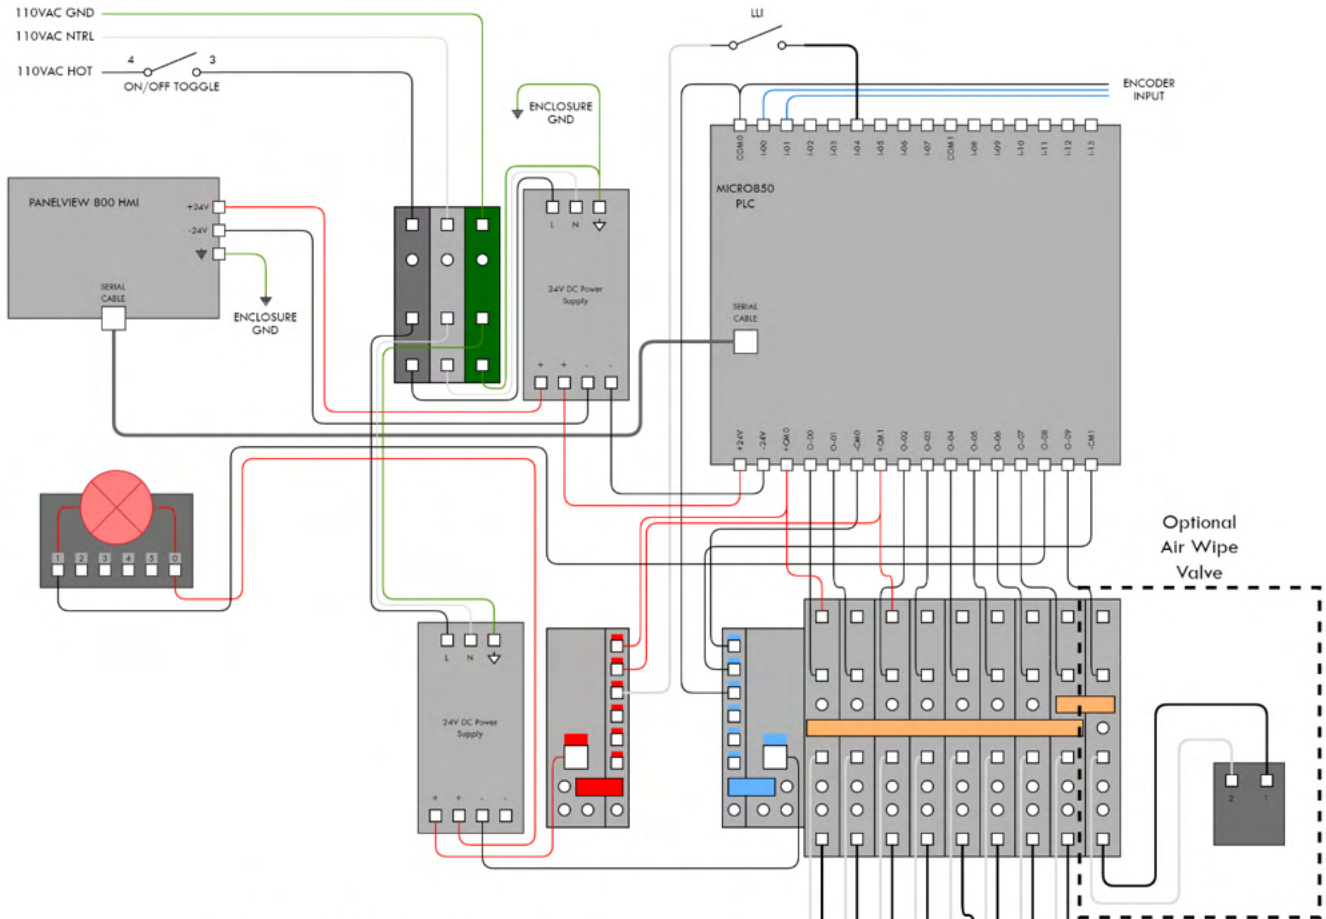 110VAC GND
110VAC NTRL
110VAC HOT
4
3
ON/OFF TOGGLE
LLI
ENCODER
INPUT
ENCLOSURE
GND
COM0
I-00
I-01
I-02
I-03
I-04
I-05
I-06
I-07
COM1
I-08
I-09
I-10
I-11
I-12
I-13
MICRO850
PLC
PANELVIEW 800 HMI
+24V
-24V
SERIAL
CABLE
ENCLOSURE
GND
L
N
24V DC Power
Supply
+
+
-
-
SERIAL
CABLE
+24V
-24V
+CM0
O-00
O-01
-CM0
+CM1
O-02
O-03
O-04
O-05
O-06
O-07
O-08
O-09
-CM1
1
2
3
4
5
0
Optional
Air Wipe
Valve
L
N
24V DC Power
Supply
+
+
-
-
2
1